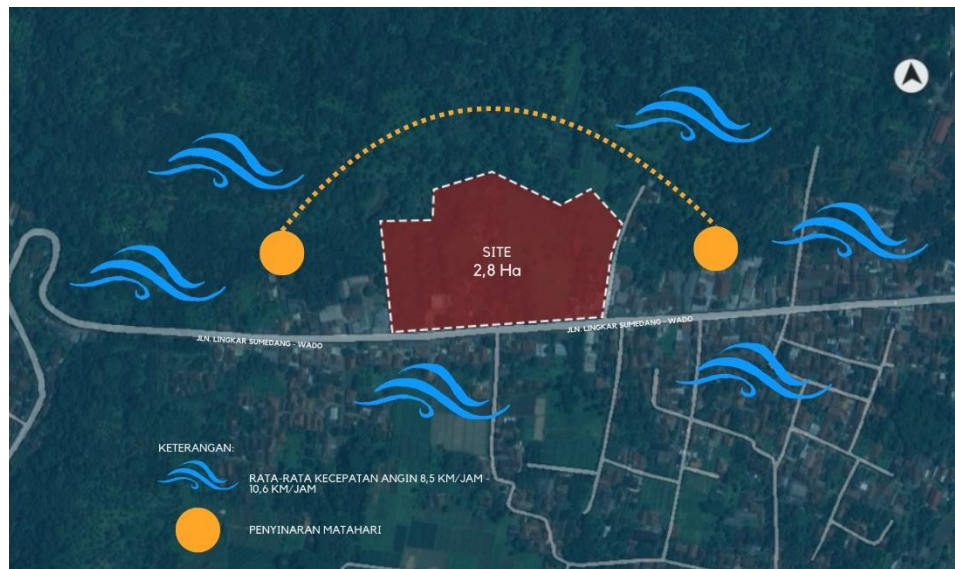 SITE
2,8 Ha
JLN. LINGKAR SUMEDANG - WADO
JLN. LINGKAR SUMEDANG - WADO
KETERANGAN:
RATA-RATA KECEPATAN ANGIN 8,5 KM/JAM -
10,6 KM/JAM
PENYINARAN MATAHARI